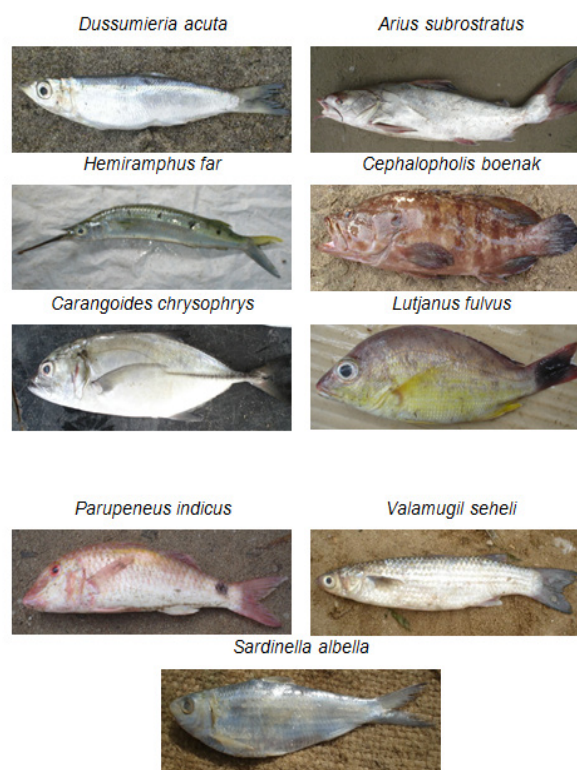 Dussumieria acuta
Arius subrostratus
Hemiramphus far
Cephalopholis boenak
Carangoides chrysophrys
Lutjanus fulvus
Parupeneus indicus
Valamugil seheli
Sardinella albella